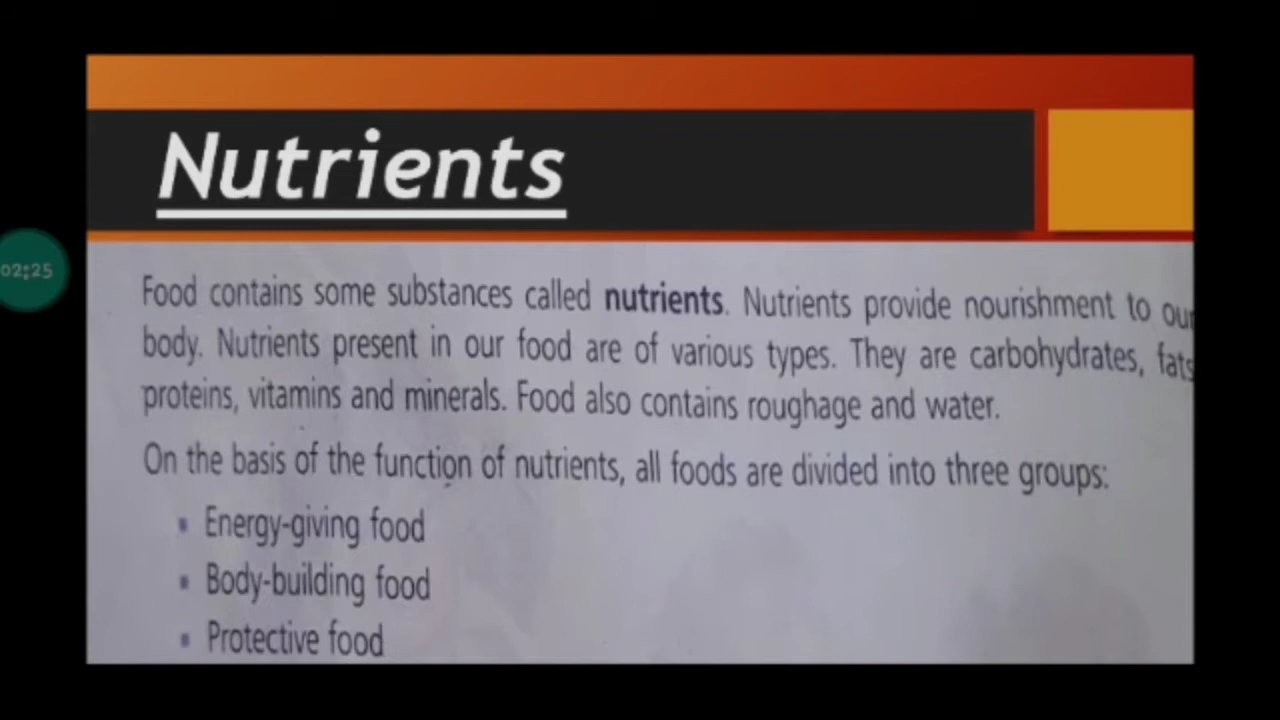 Nutrients
02:25
Food contains some substances called nutrients. Nutrients provide nourishment to our
body. Nutrients present in our food are of various types. They are carbohydrates, fats
proteins, vitamins and minerals. Food also contains roughage and water.
On the basis of the function of nutrients, all foods are divided into three groups:
▪ Energy-giving food
▪ Body-building food
▪ Protective food